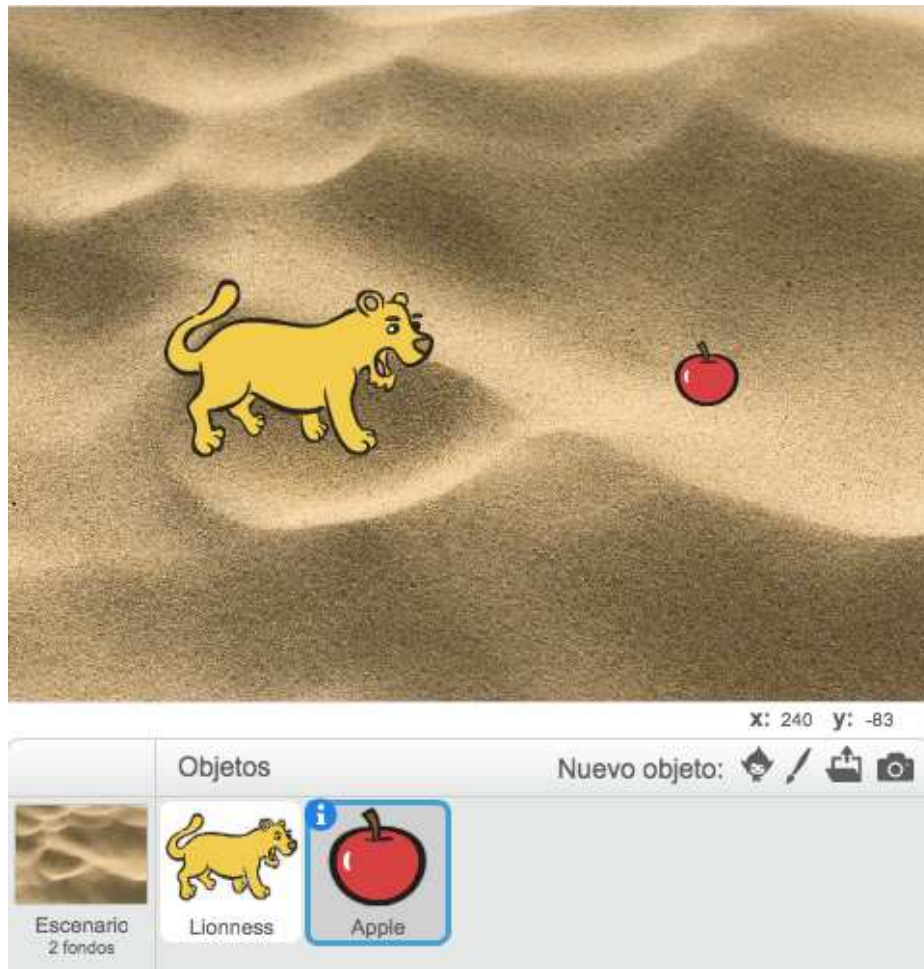 x: 240 y: -83
Objetos
Nuevo objeto:
Escenario
2 fondos
Lionness
Apple